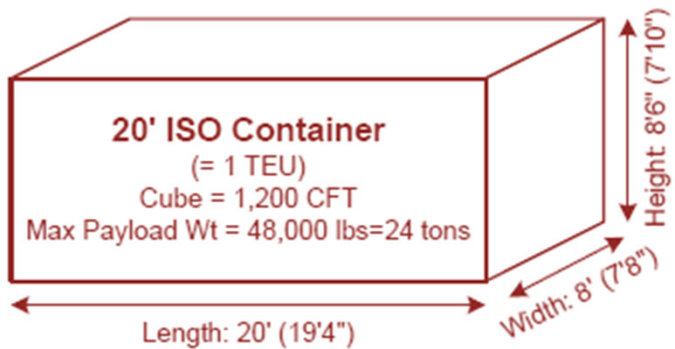 20' ISO Container
(= 1 TEU)
Cube = 1,200 CFT
Max Payload Wt = 48,000 lbs=24 tons
Length: 20' (19'4")
Width: 8' (7'8")
Height: 8'6" (7'10")